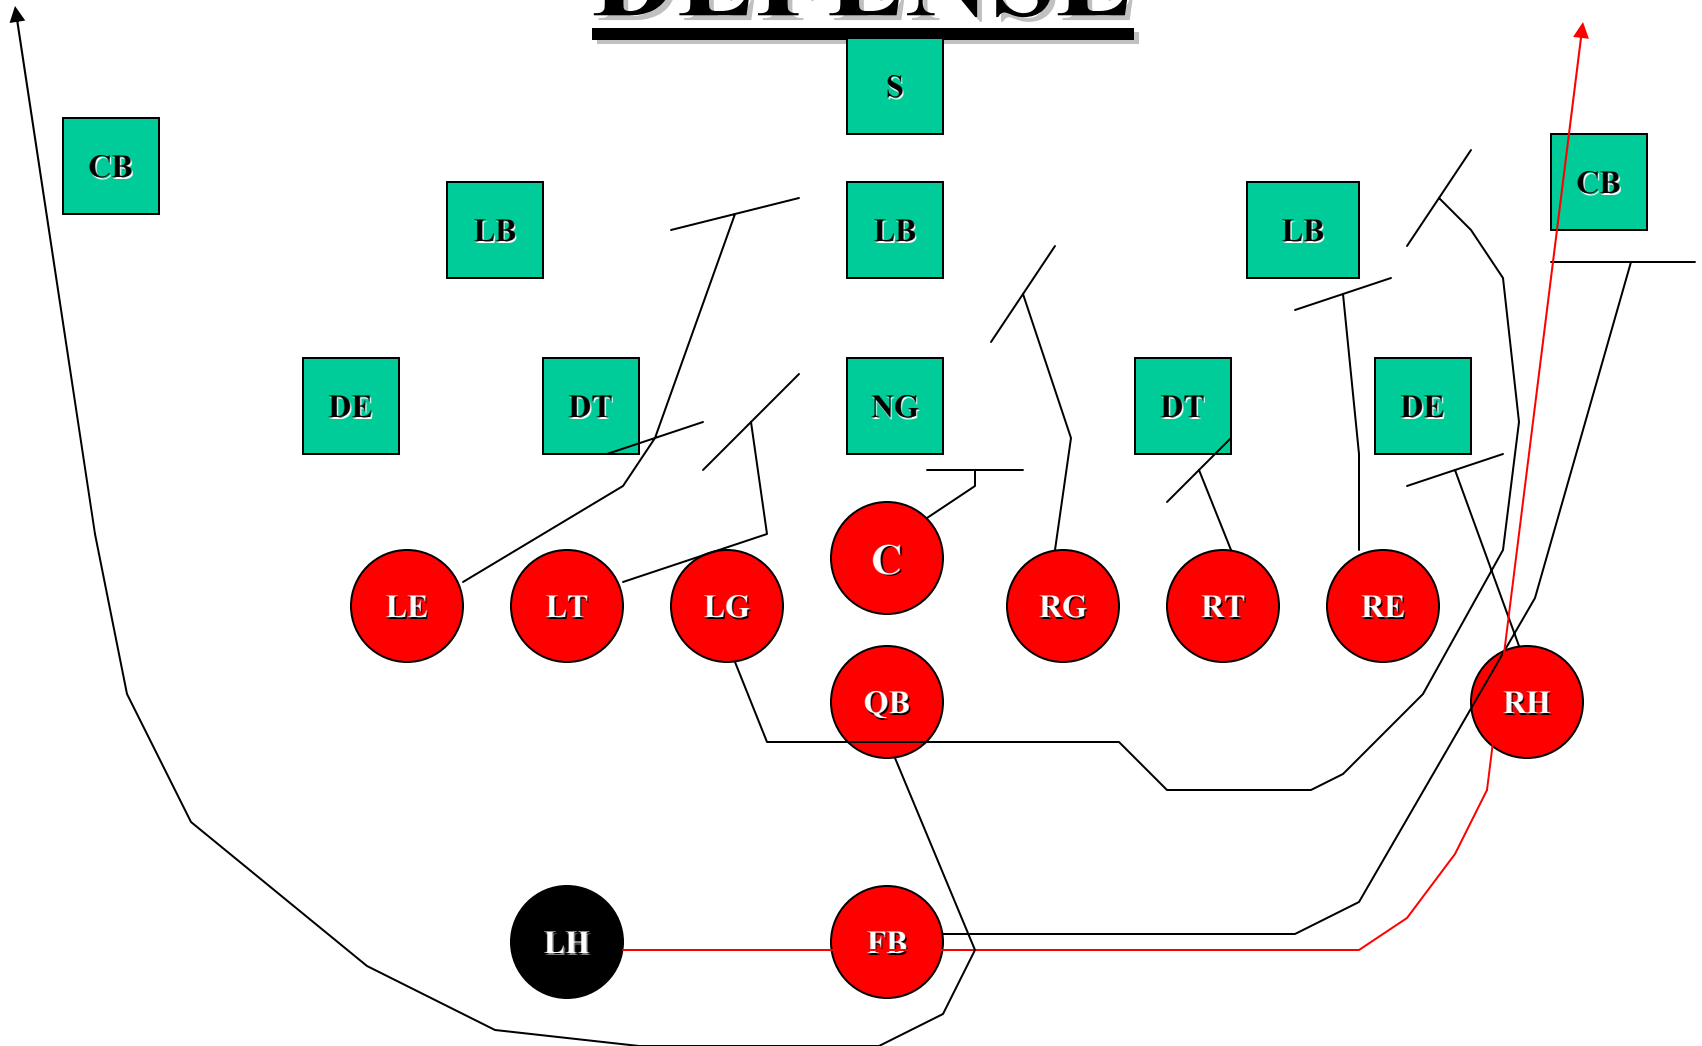 DEFENSE
S
CB
CB
LB
LB
LB
DE
DT
NG
DT
DE
C
LE
LT
LG
RG
RT
RE
QB
RH
LH
FB